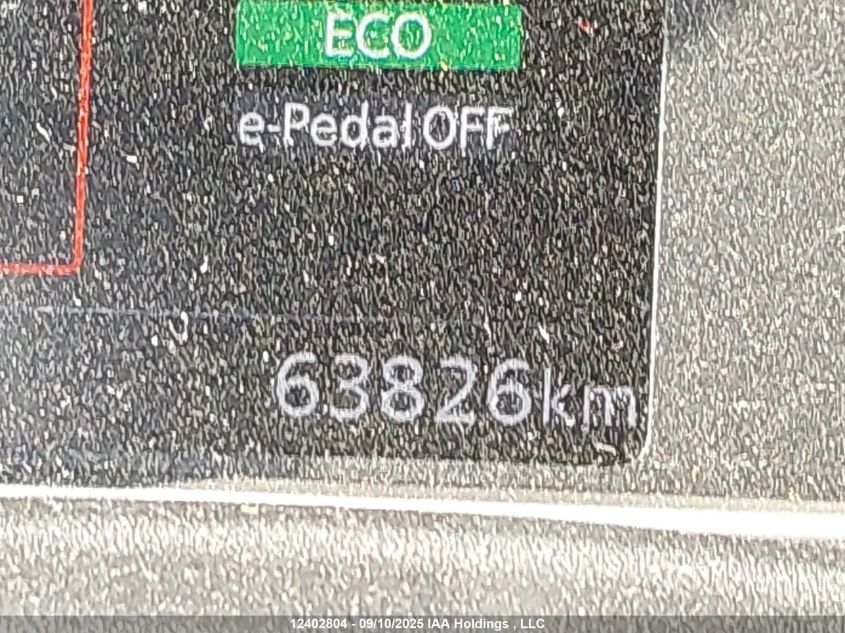 ECO
e-Pedal OFF
63826km
12402804 - 09/10/2025 IAA Holdings , LLC